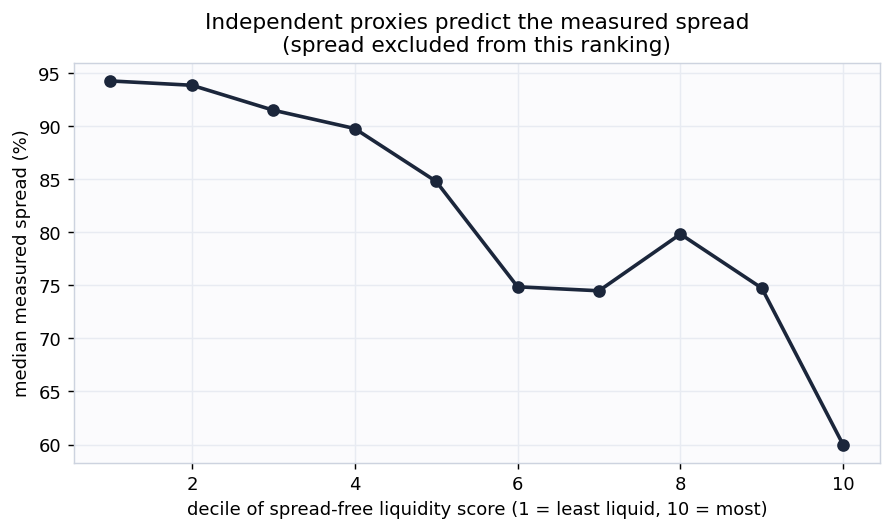 Independent proxies predict the measured spread
(spread excluded from this ranking)
median measured spread (%)
95
90
85
80
75
70
65
60
2 4 6 8 10
decile of spread-free liquidity score (1 = least liquid, 10 = most)